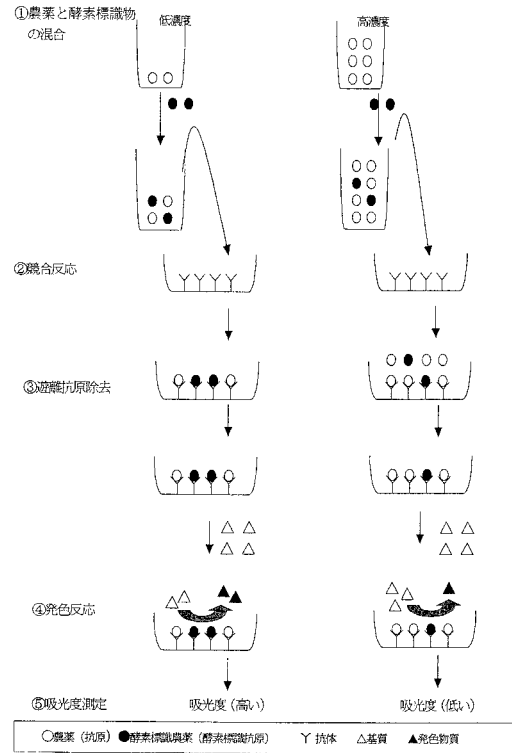 ①農薬と酵素標識物
の混合
低濃度
高濃度
②競合反応
③遊離抗原除去
④発色反応
⑤吸光度測定
吸光度（高い）
吸光度（低い）
○農薬（抗原） ●酵素標識農薬（酵素標識抗原） Y 抗体 △基質 ▲発色物質